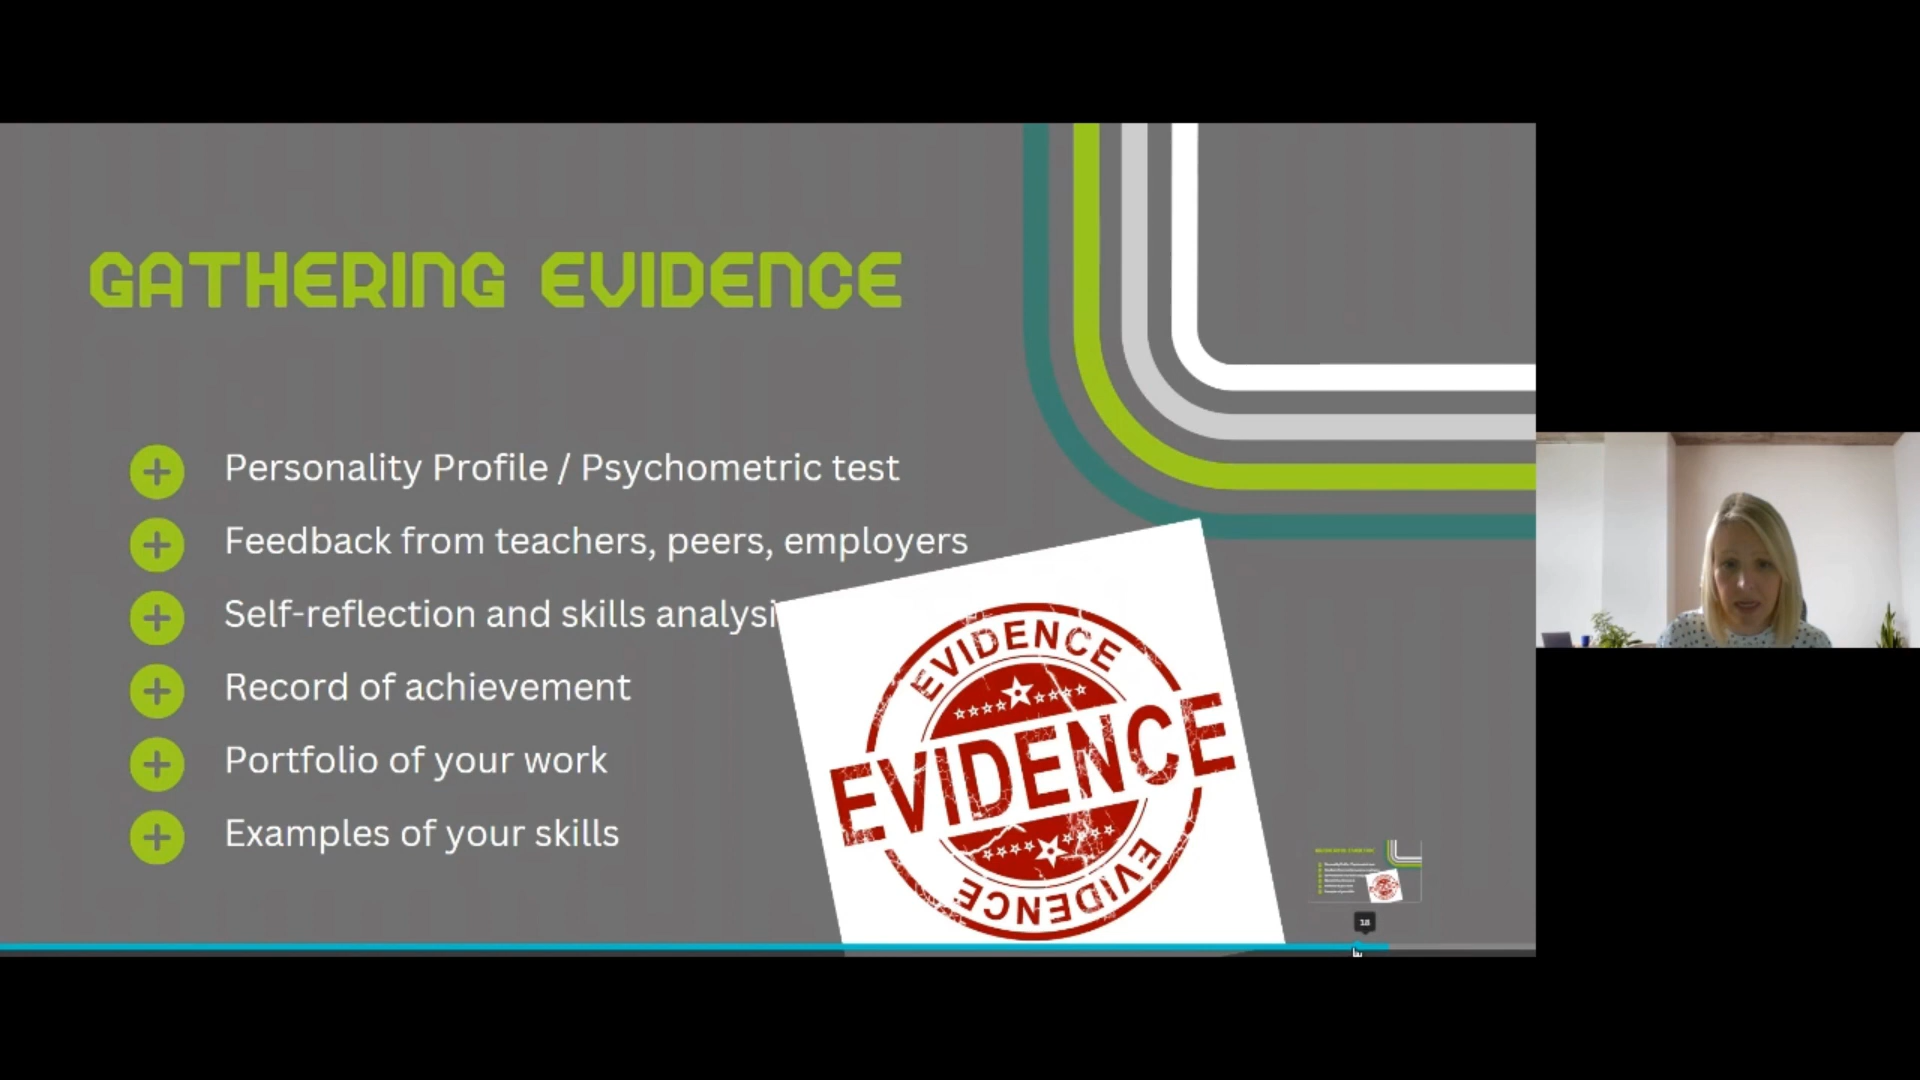 GATHERING EVIDENCE
Personality Profile / Psychometric test
Feedback from teachers, peers, employers
Self-reflection and skills analysi
Record of achievement
Portfolio of your work
Examples of your skills
EVIDENCE
EVIDENCE
EVIDENCE
18